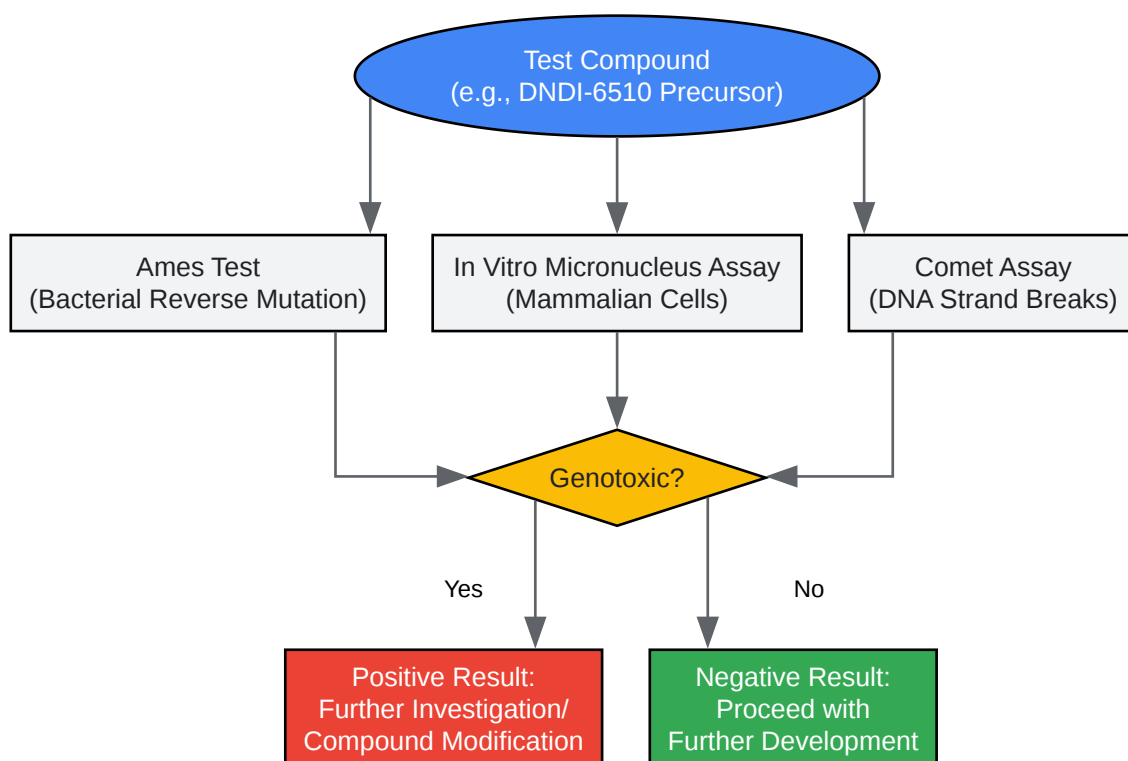 Test Compound
(e.g., DNDI-6510 Precursor)
Ames Test
(Bacterial Reverse Mutation)
In Vitro Micronucleus Assay
(Mammalian Cells)
Comet Assay
(DNA Strand Breaks)
Genotoxic?
Yes
No
Positive Result:
Further Investigation/
Compound Modification
Negative Result:
Proceed with
Further Development